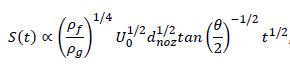 S(t) ∝ (ρ_f/ρ_g)^{1/4} U_0^{1/2} d_{noz}^{1/2} tan(θ/2)^{-1/2} t^{1/2},